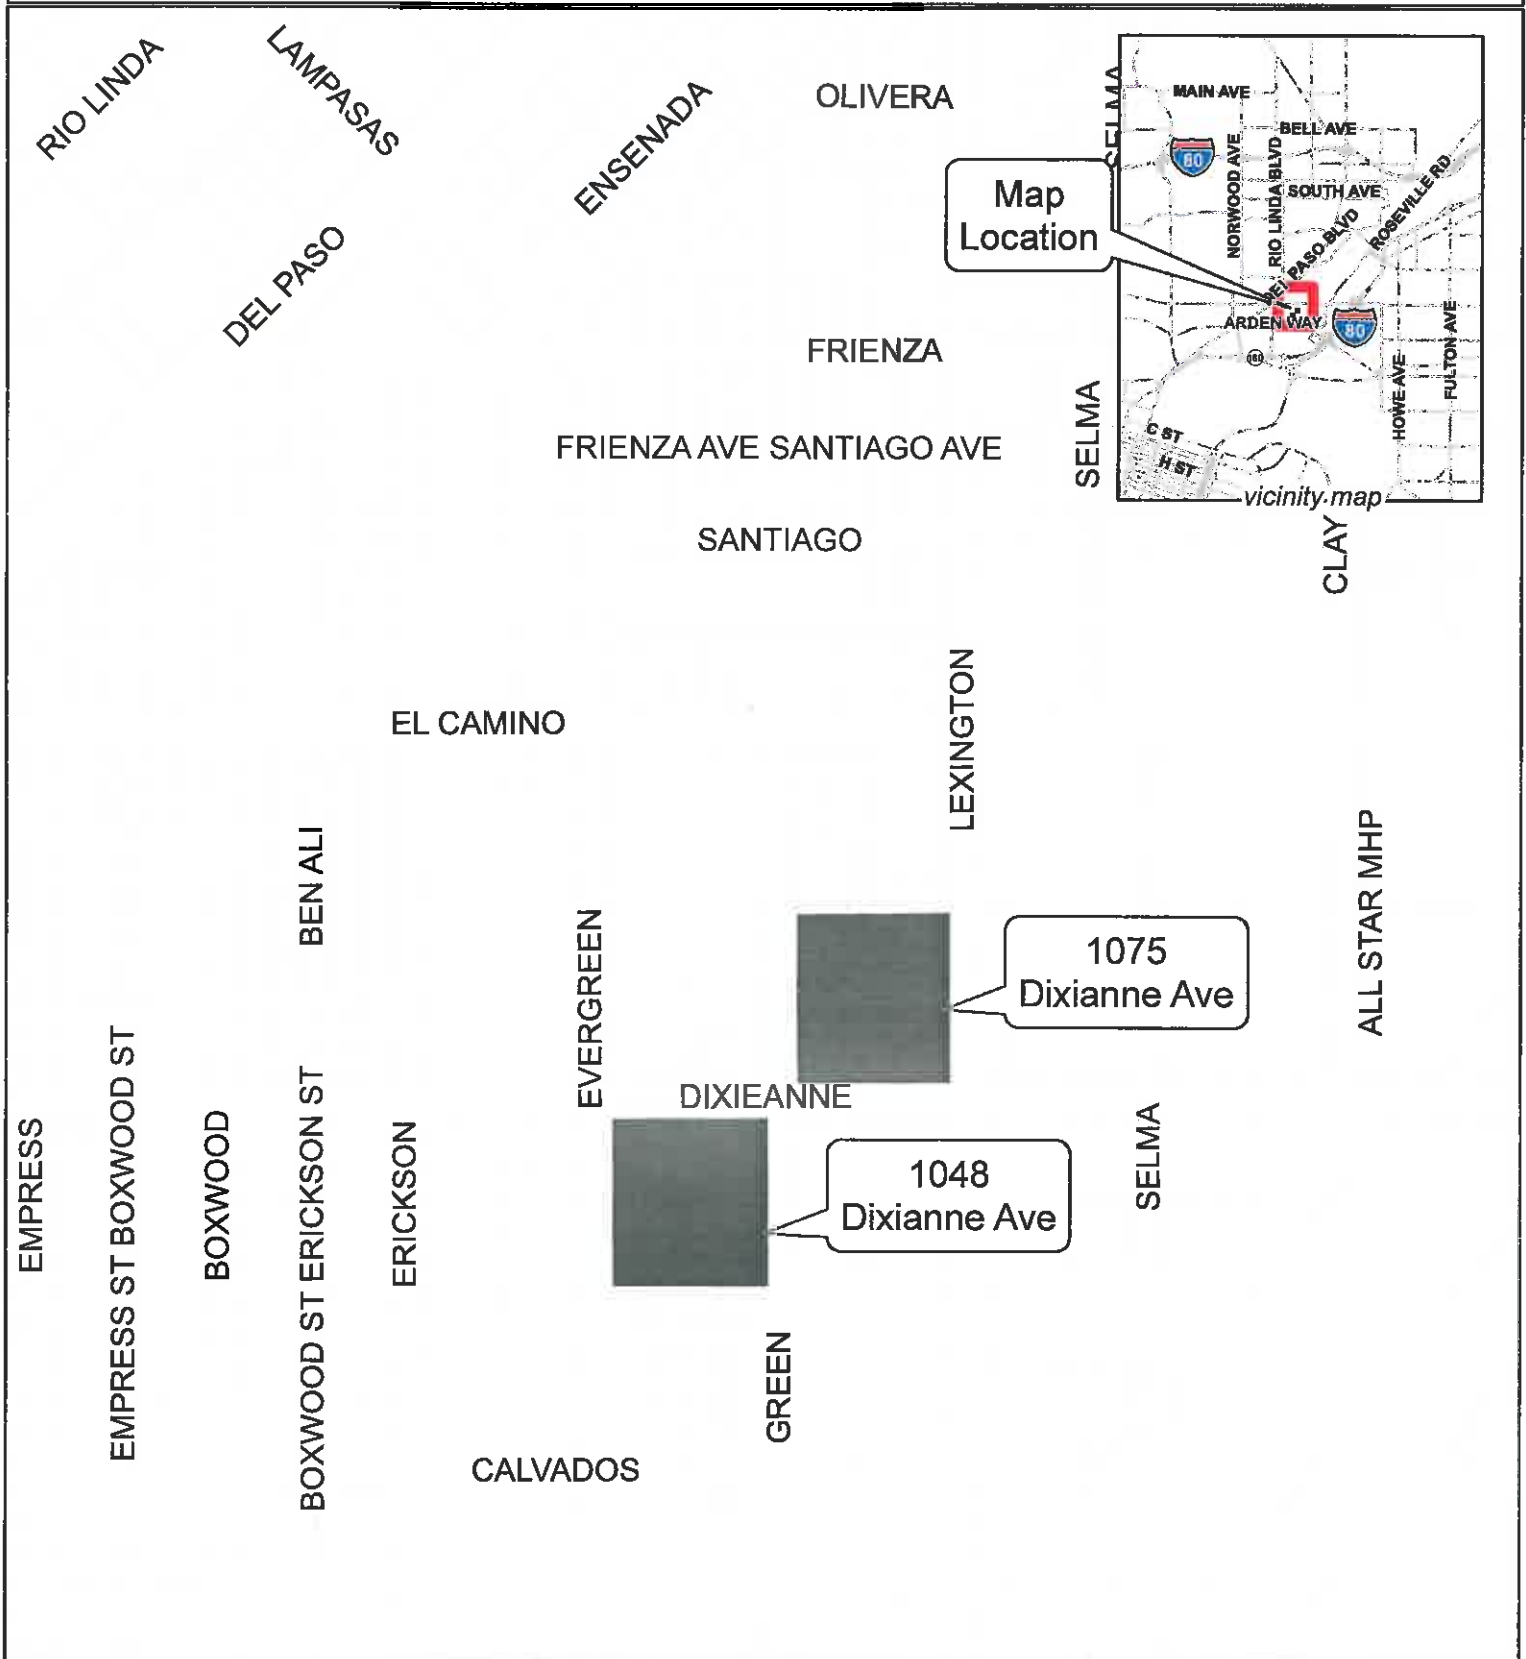 RIO LINDA
LAMPASAS
ENSENADA
OLIVERA
SELMA
DEL PASO
Map
Location
MAIN AVE
BELL AVE
80
NORWOOD AVE
RIO LINDA BLVD
SOUTH AVE
ROSEVILLE RD
DEL PASO BLVD
ARDEN WAY
80
160
HOWE AVE
FULTON AVE
C ST
H ST
vicinity map
FRIENZA
SELMA
FRIENZA AVE SANTIAGO AVE
SANTIAGO
CLAY
EL CAMINO
LEXINGTON
BEN ALI
ALL STAR MHP
EVERGREEN
1075
Dixianne Ave
DIXIEANNE
EMPRESS
EMPRESS ST BOXWOOD ST
BOXWOOD
BOXWOOD ST ERICKSON ST
ERICKSON
1048
Dixianne Ave
SELMA
GREEN
CALVADOS